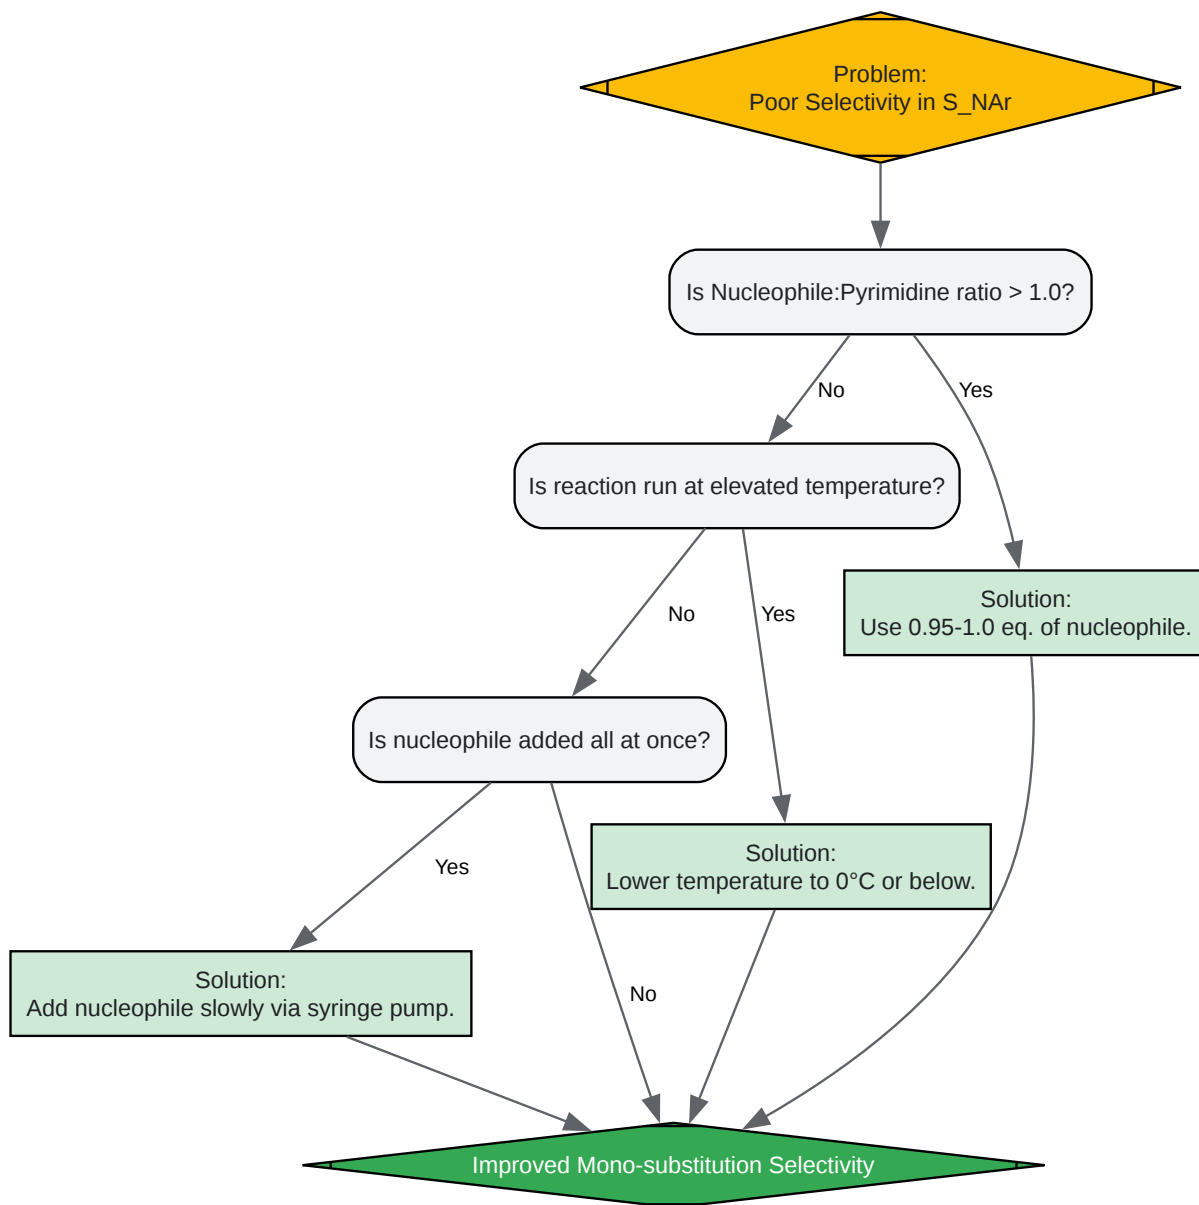 Problem:
Poor Selectivity in S_NAr
Is Nucleophile:Pyrimidine ratio > 1.0?
No
Yes
Is reaction run at elevated temperature?
Solution:
Use 0.95-1.0 eq. of nucleophile.
No
Yes
Is nucleophile added all at once?
Solution:
Lower temperature to 0°C or below.
Yes
Solution:
Add nucleophile slowly via syringe pump.
No
Improved Mono-substitution Selectivity